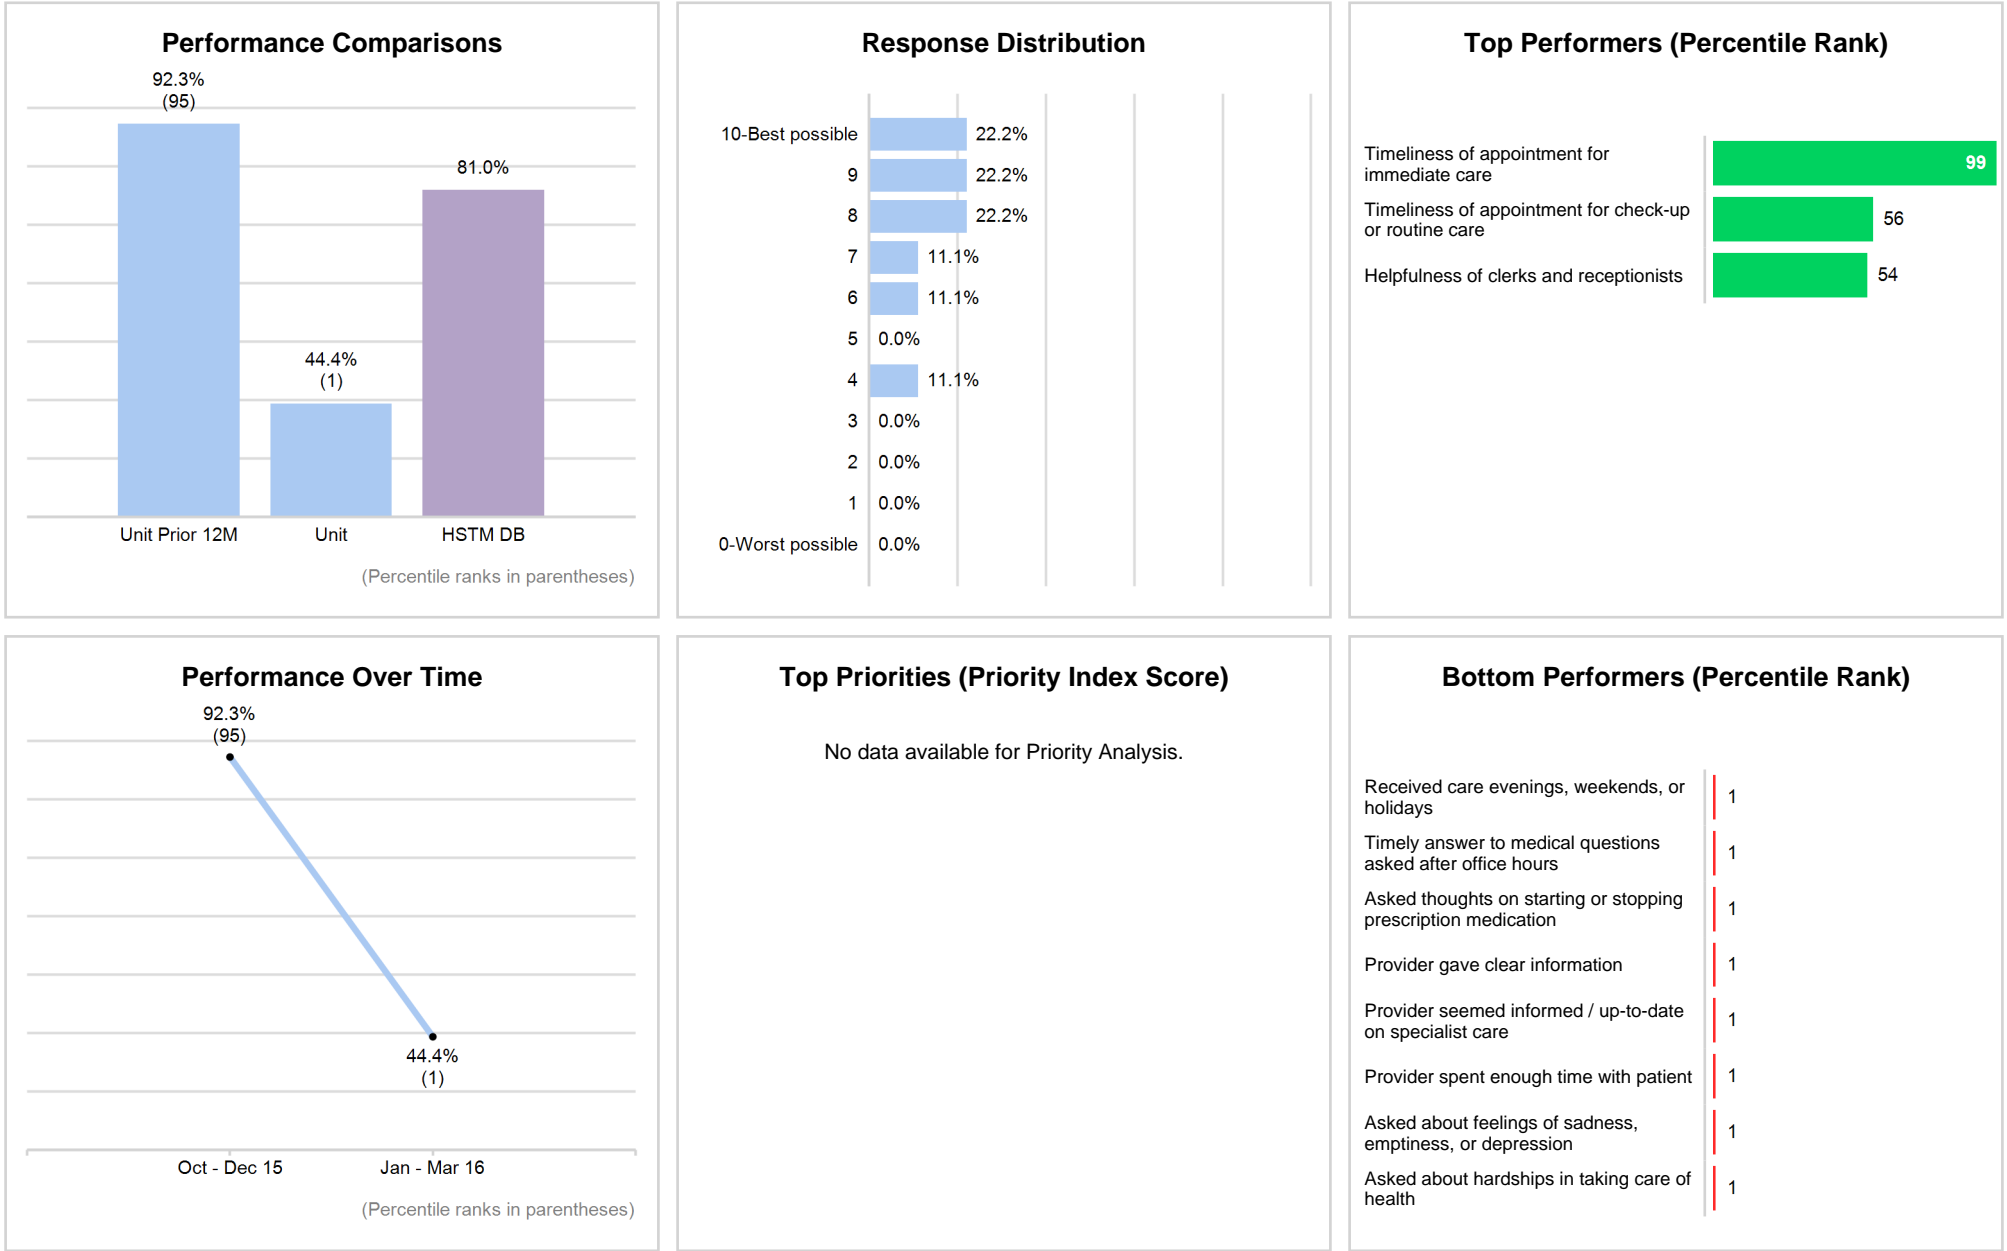 Performance Comparisons
92.3%
(95)
81.0%
44.4%
(1)
Unit Prior 12M
Unit
HSTM DB
(Percentile ranks in parentheses)
Response Distribution
10-Best possible 22.2%
9 22.2%
8 22.2%
7 11.1%
6 11.1%
5 0.0%
4 11.1%
3 0.0%
2 0.0%
1 0.0%
0-Worst possible 0.0%
Top Performers (Percentile Rank)
Timeliness of appointment for
immediate care
99
Timeliness of appointment for check-up
or routine care
56
Helpfulness of clerks and receptionists
54
Performance Over Time
92.3%
(95)
44.4%
(1)
Oct - Dec 15
Jan - Mar 16
(Percentile ranks in parentheses)
Top Priorities (Priority Index Score)
No data available for Priority Analysis.
Bottom Performers (Percentile Rank)
Received care evenings, weekends, or
holidays
1
Timely answer to medical questions
asked after office hours
1
Asked thoughts on starting or stopping
prescription medication
1
Provider gave clear information
1
Provider seemed informed / up-to-date
on specialist care
1
Provider spent enough time with patient
1
Asked about feelings of sadness,
emptiness, or depression
1
Asked about hardships in taking care of
health
1